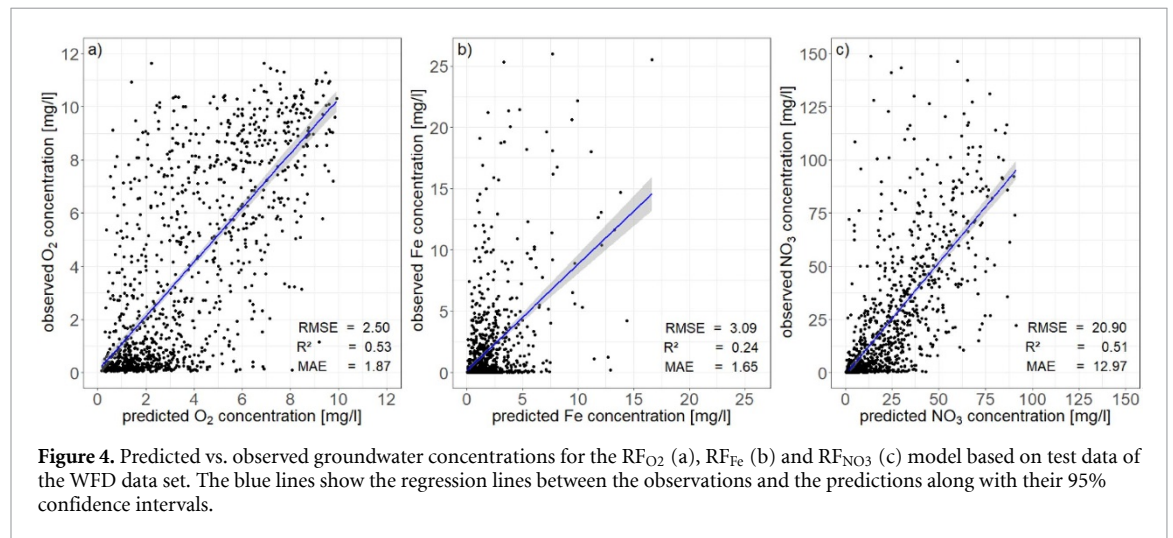 a)
12
10
8
6
4
2
0
observed O₂ concentration [mg/l]
RMSE = 2.50
R² = 0.53
MAE = 1.87
0 2 4 6 8 10 12
predicted O₂ concentration [mg/l]
b)
25
20
15
10
5
0
observed Fe concentration [mg/l]
RMSE = 3.09
R² = 0.24
MAE = 1.65
0 5 10 15 20 25
predicted Fe concentration [mg/l]
c)
150
125
100
75
50
25
0
observed NO₃ concentration [mg/l]
RMSE = 20.90
R² = 0.51
MAE = 12.97
0 25 50 75 100 125 150
predicted NO₃ concentration [mg/l]
Figure 4. Predicted vs. observed groundwater concentrations for the RF_O2 (a), RF_Fe (b) and RF_NO3 (c) model based on test data of
the WFD data set. The blue lines show the regression lines between the observations and the predictions along with their 95%
confidence intervals.